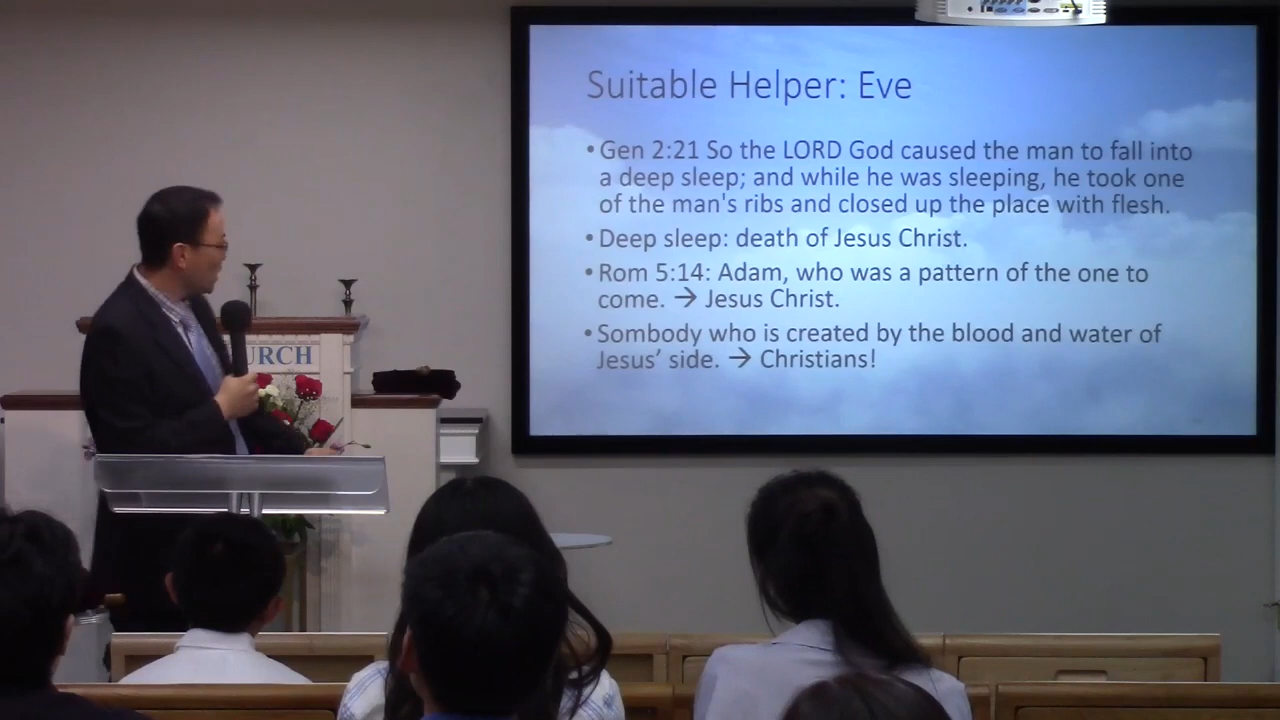 Suitable Helper: Eve
• Gen 2:21 So the LORD God caused the man to fall into
a deep sleep; and while he was sleeping, he took one
of the man's ribs and closed up the place with flesh.
• Deep sleep: death of Jesus Christ.
• Rom 5:14: Adam, who was a pattern of the one to
come. → Jesus Christ.
• Sombody who is created by the blood and water of
Jesus’ side. → Christians!
URCH